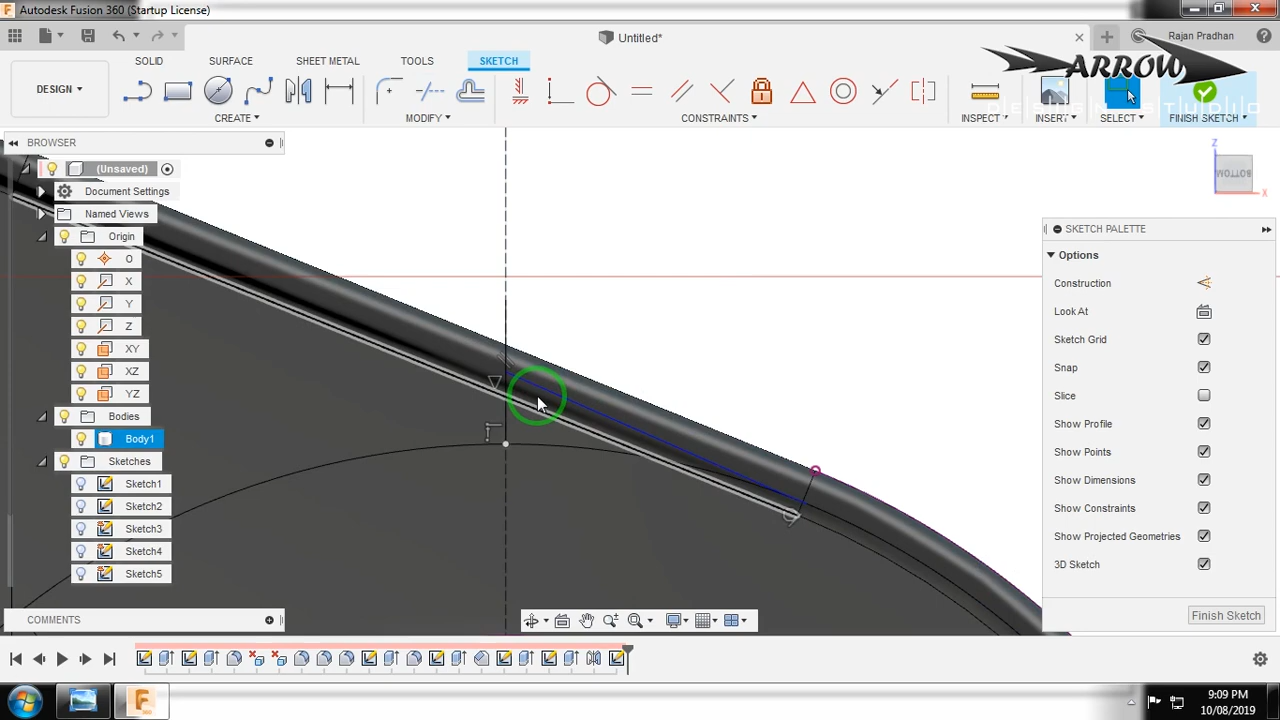 Autodesk Fusion 360 (Startup License)
Untitled*
Rajan Pradhan
ARROW
DESIGN STUDIO
DESIGN
SOLID
SURFACE
SHEET METAL
TOOLS
SKETCH
CREATE
MODIFY
CONSTRAINTS
INSPECT
INSERT
SELECT
FINISH SKETCH
BROWSER
(Unsaved)
Document Settings
Named Views
Origin
O
X
Y
Z
XY
XZ
YZ
Bodies
Body1
Sketches
Sketch1
Sketch2
Sketch3
Sketch4
Sketch5
COMMENTS
Z
BOTTOM
X
SKETCH PALETTE
Options
Construction
Look At
Sketch Grid
Snap
Slice
Show Profile
Show Points
Show Dimensions
Show Constraints
Show Projected Geometries
3D Sketch
Finish Sketch
9:09 PM
10/08/2019